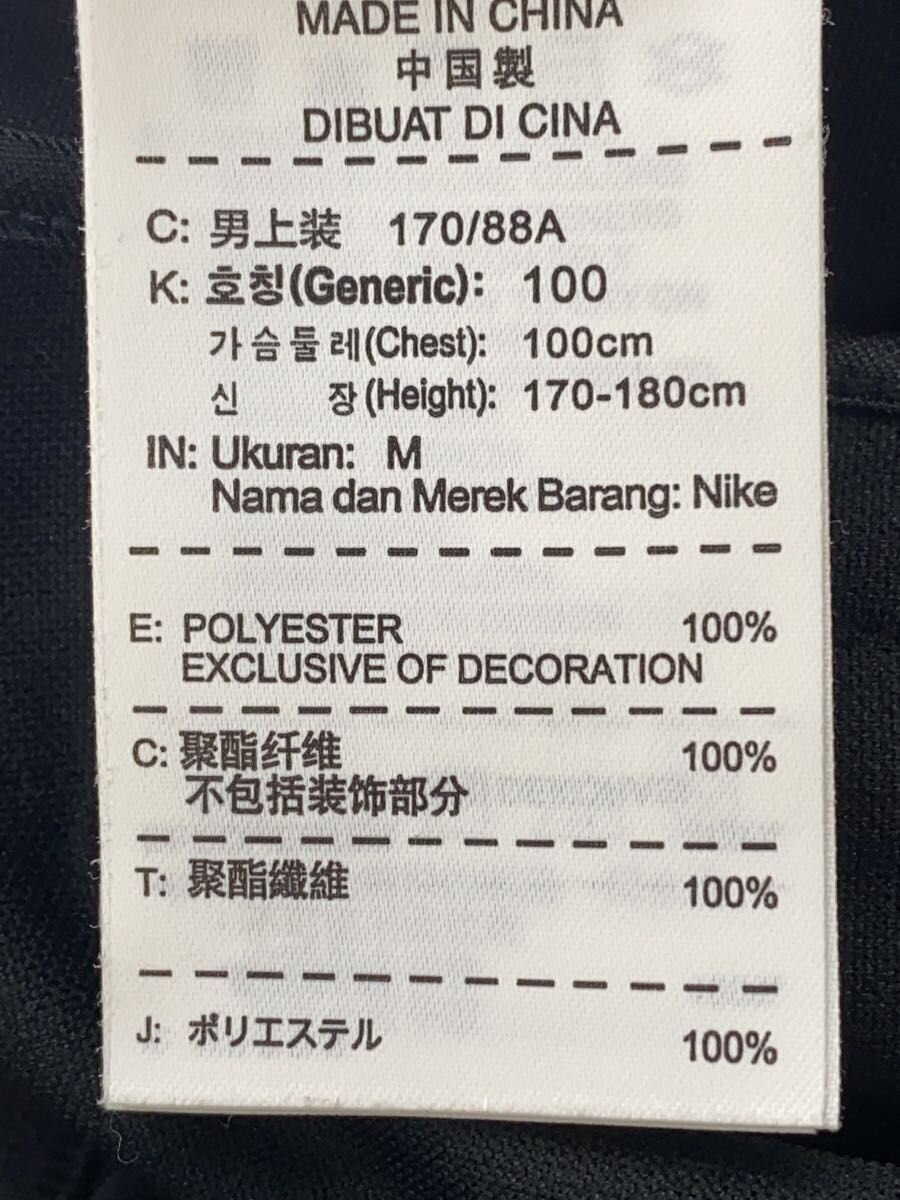 MADE IN CHINA
中国製
DIBUAT DI CINA
C: 男上装 170/88A
K: 호칭(Generic): 100
가슴둘레(Chest): 100cm
신 장(Height): 170-180cm
IN: Ukuran: M
Nama dan Merek Barang: Nike
E: POLYESTER 100%
EXCLUSIVE OF DECORATION
C: 聚酯纤维 100%
不包括装饰部分
T: 聚酯纖維 100%
J: ポリエステル 100%